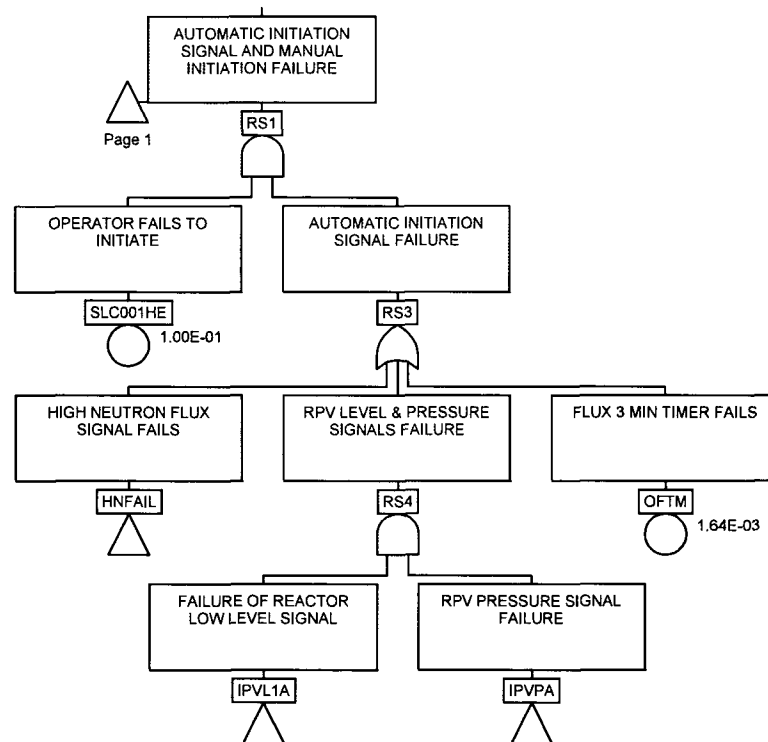 AUTOMATIC INITIATION
SIGNAL AND MANUAL
INITIATION FAILURE
Page 1
RS1
OPERATOR FAILS TO
INITIATE
AUTOMATIC INITIATION
SIGNAL FAILURE
SLC001HE
1.00E-01
RS3
HIGH NEUTRON FLUX
SIGNAL FAILS
RPV LEVEL & PRESSURE
SIGNALS FAILURE
FLUX 3 MIN TIMER FAILS
HNFAIL
RS4
OFTM
1.64E-03
FAILURE OF REACTOR
LOW LEVEL SIGNAL
RPV PRESSURE SIGNAL
FAILURE
IPVL1A
IPVPA